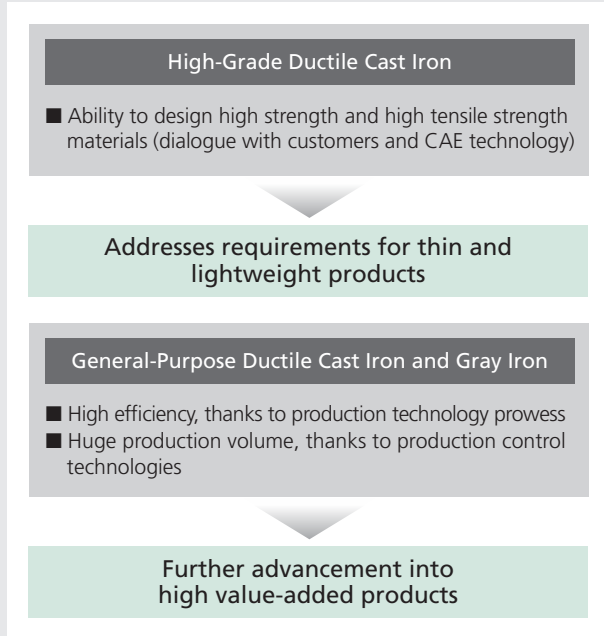 High-Grade Ductile Cast Iron
■ Ability to design high strength and high tensile strength
materials (dialogue with customers and CAE technology)
Addresses requirements for thin and
lightweight products
General-Purpose Ductile Cast Iron and Gray Iron
■ High efficiency, thanks to production technology prowess
■ Huge production volume, thanks to production control
technologies
Further advancement into
high value-added products